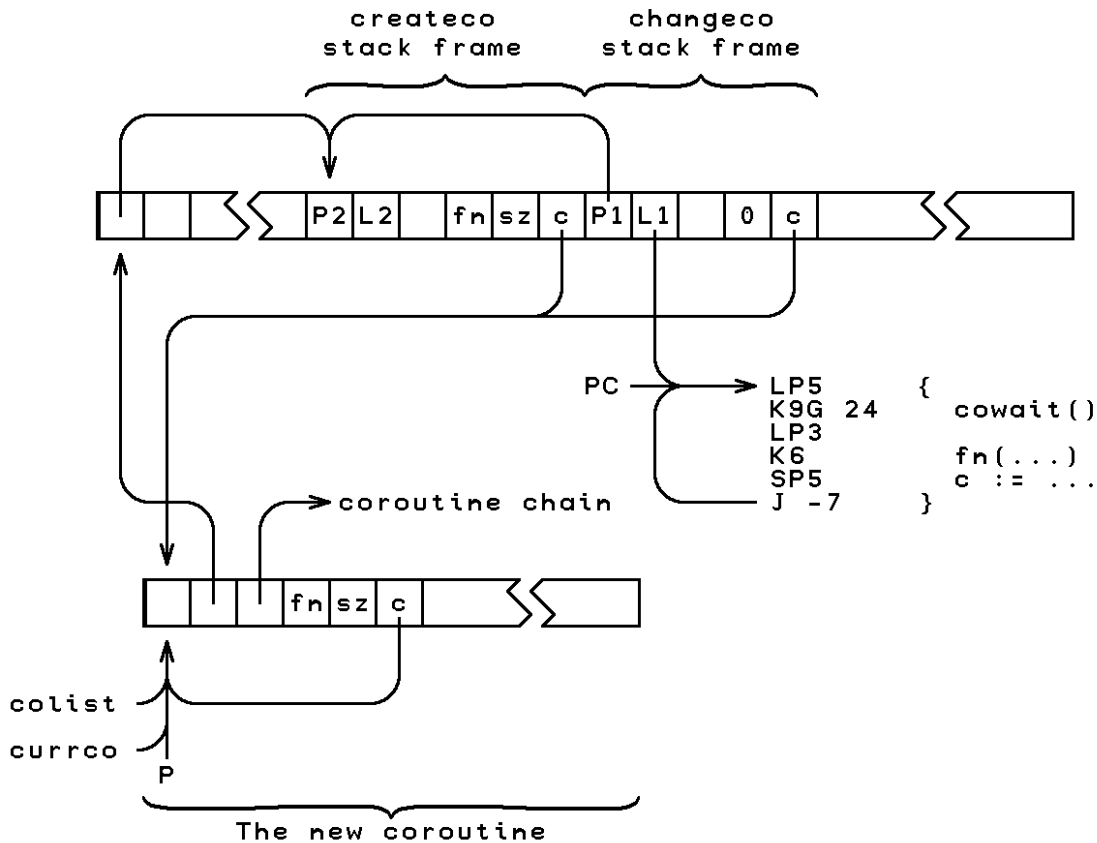 createco
stack frame
changeco
stack frame
P2 L2 fn sz c P1 L1 0 c
PC
LP5 {
K9G 24 cowait()
LP3
K6 fn(...)
SP5 c := ...
J -7 }
coroutine chain
fn sz c
colist
currco
P
The new coroutine